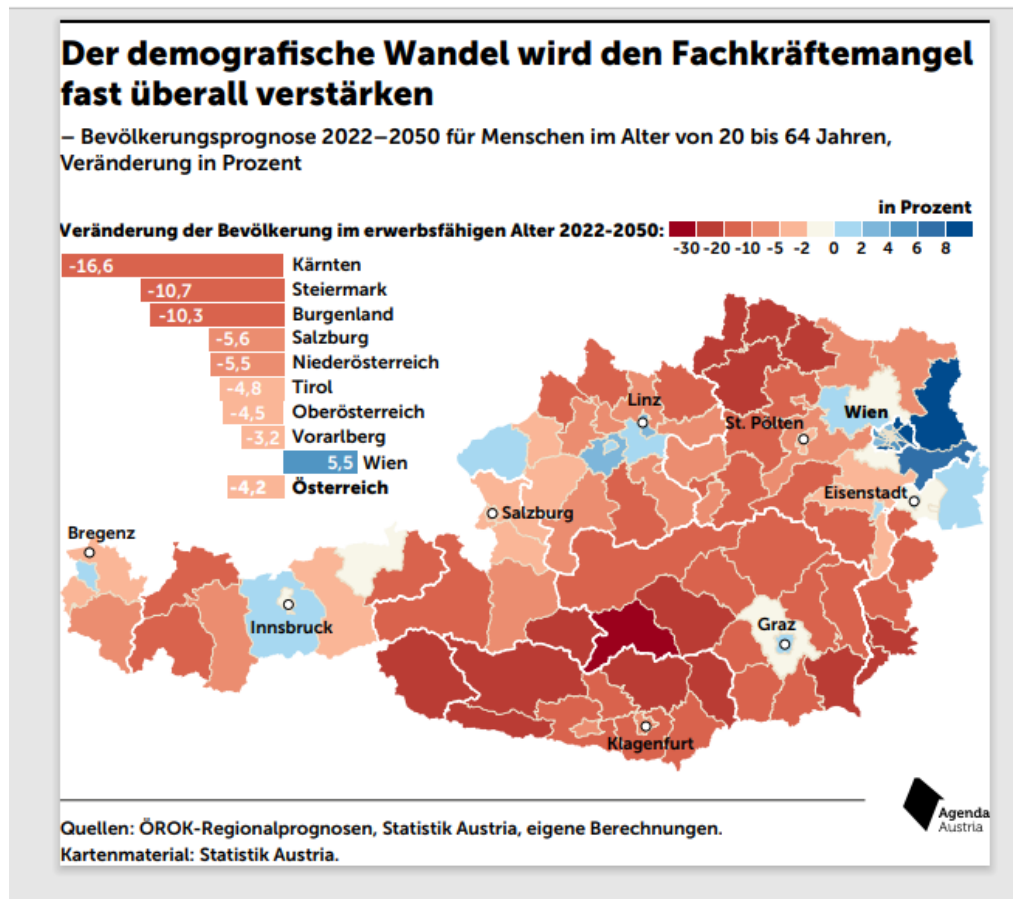 Der demografische Wandel wird den Fachkräftemangel
fast überall verstärken
– Bevölkerungsprognose 2022–2050 für Menschen im Alter von 20 bis 64 Jahren,
Veränderung in Prozent
in Prozent
Veränderung der Bevölkerung im erwerbsfähigen Alter 2022-2050:
-30 -20 -10 -5 -2 0 2 4 6 8
-16,6 Kärnten
-10,7 Steiermark
-10,3 Burgenland
-5,6 Salzburg
-5,5 Niederösterreich
-4,8 Tirol
-4,5 Oberösterreich
-3,2 Vorarlberg
5,5 Wien
-4,2 Österreich
Linz
Wien
St. Pölten
Eisenstadt
Salzburg
Bregenz
Innsbruck
Graz
Klagenfurt
Agenda
Austria
Quellen: ÖROK-Regionalprognosen, Statistik Austria, eigene Berechnungen.
Kartenmaterial: Statistik Austria.